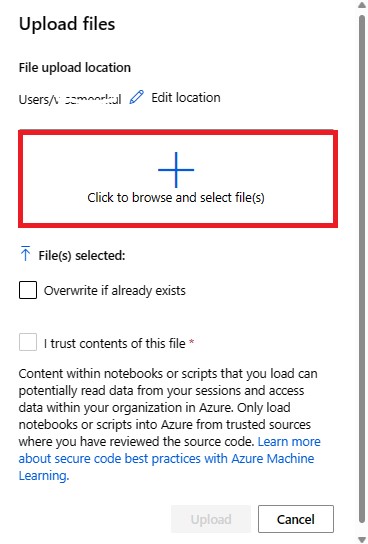 Upload files
File upload location
Users/ Edit location
Click to browse and select file(s)
File(s) selected:
Overwrite if already exists
I trust contents of this file *
Content within notebooks or scripts that you load can
potentially read data from your sessions and access
data within your organization in Azure. Only load
notebooks or scripts into Azure from trusted sources
where you have reviewed the source code. Learn more
about secure code best practices with Azure Machine
Learning.
Upload Cancel